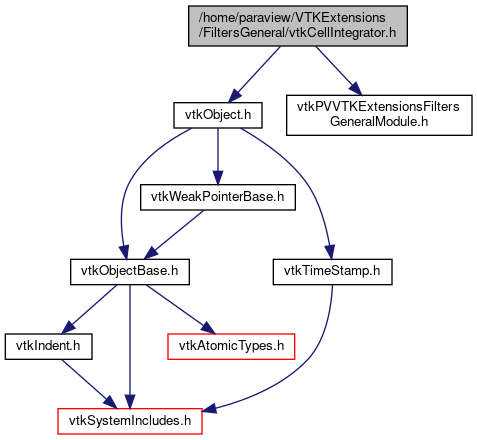 /home/paraview/VTKExtensions
/FiltersGeneral/vtkCellIntegrator.h
vtkObject.h
vtkPVVTKExtensionsFilters
GeneralModule.h
vtkWeakPointerBase.h
vtkObjectBase.h
vtkTimeStamp.h
vtkIndent.h
vtkAtomicTypes.h
vtkSystemIncludes.h